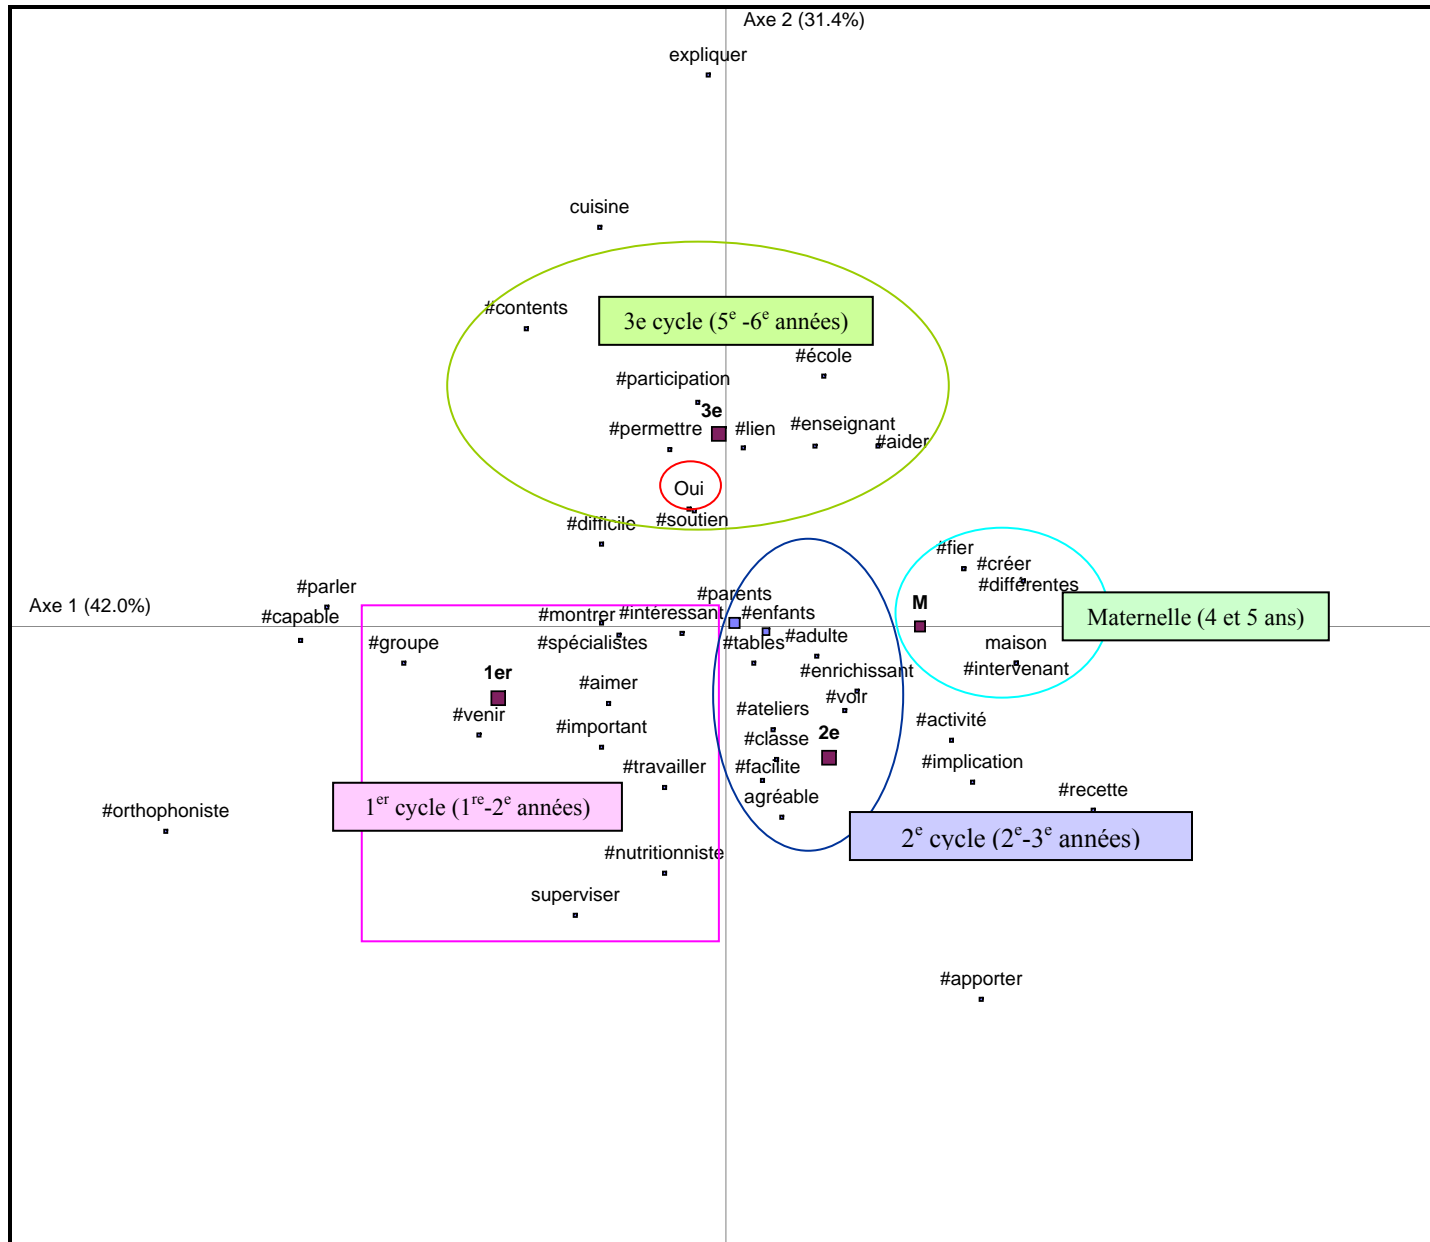 Axe 2 (31.4%)
expliquer
cuisine
#contents
3e cycle (5e -6e années)
#école
#participation
3e
#permettre
#lien
#enseignant
#aider
Oui
#soutien
#difficile
#fier
#créer
#différentes
#parler
Axe 1 (42.0%)
#capable
#parents
#montrer
#intéressant
#enfants
M
Maternelle (4 et 5 ans)
#groupe
#spécialistes
#tables
#adulte
maison
#intervenant
1er
#aimer
#enrichissant
#voir
#venir
#important
#ateliers
#activité
#classe
2e
#travailler
#facilite
#implication
agréable
#recette
1er cycle (1re-2e années)
#orthophoniste
2e cycle (2e-3e années)
#nutritionniste
superviser
#apporter